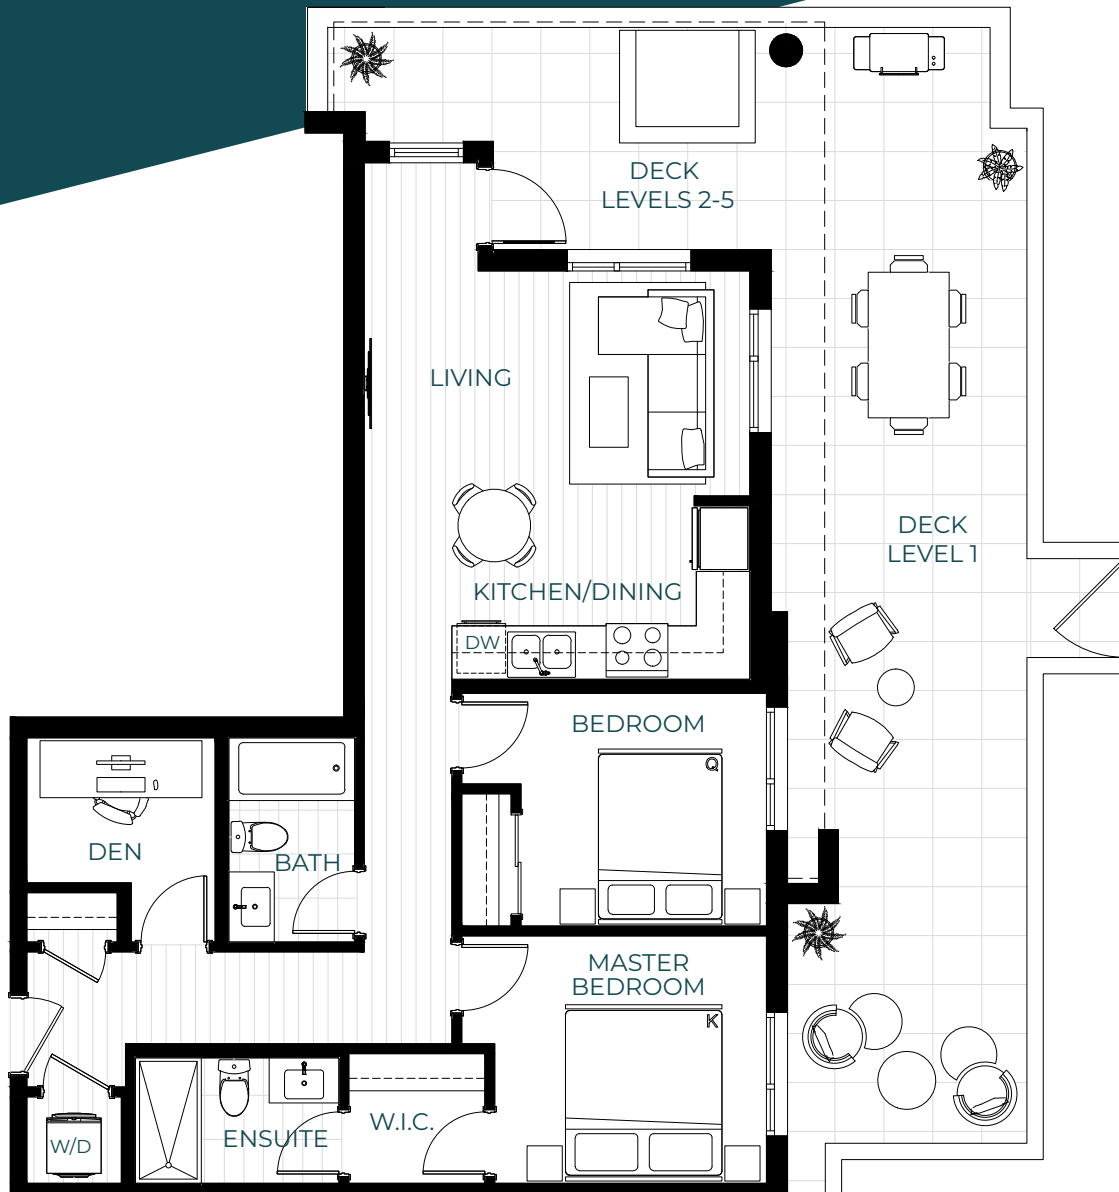 DECK
LEVELS 2-5
LIVING
DECK
LEVEL 1
KITCHEN/DINING
DW
BEDROOM
Q
DEN
BATH
MASTER
BEDROOM
K
W.I.C.
ENSUITE
W/D